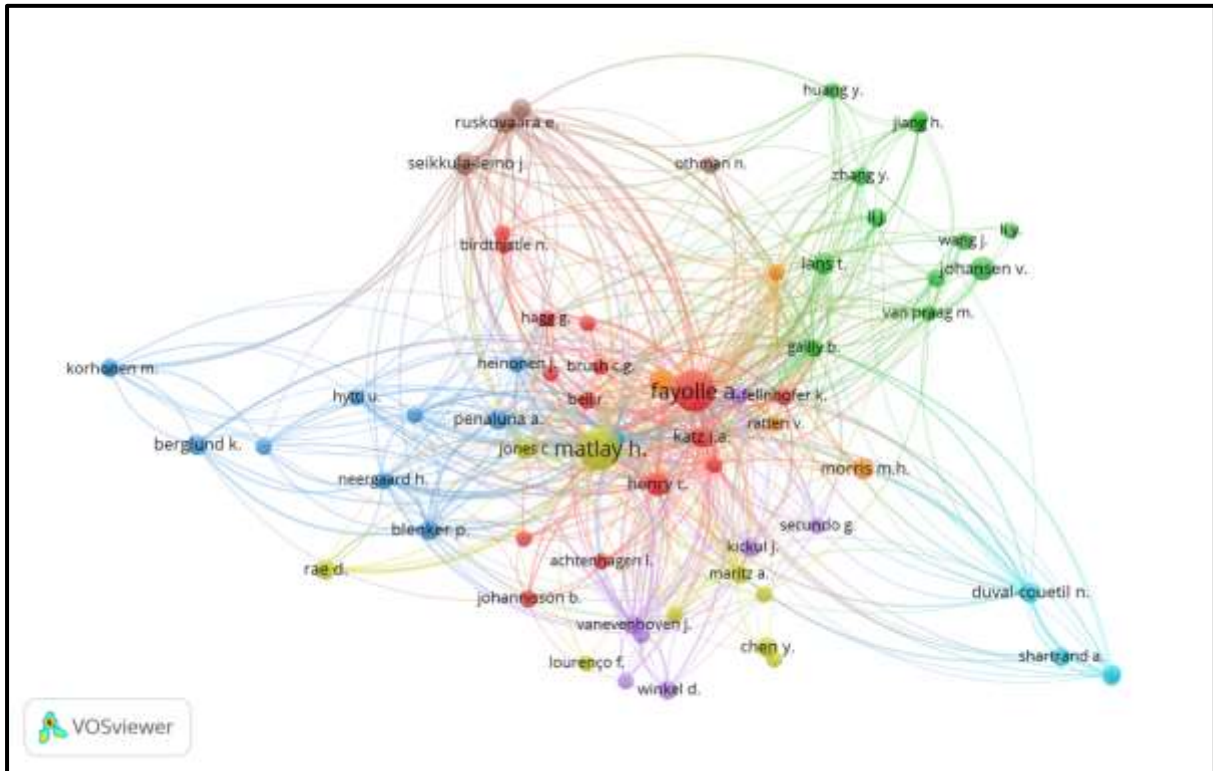 huang y.
ruskovaara e.
jiang h.
seikkula-leino j.
othman n.
zhang y.
li j.
li y.
birdthistle n.
wang j.
lans t.
johansen v.
van praag m.
hagg g.
gailly b.
heinonen j.
brush c.g.
korhonen m.
fayolle a.
fellnhofer k.
hytti u.
bell r.
penaluna a.
ratten v.
katz j.a.
berglund k.
jones c.
matlay h.
morris m.h.
neergaard h.
henry c.
secundo g.
blenker p.
kickul j.
achtenhagen l.
rae d.
maritz a.
duval-couetil n.
johannisson b.
vanevenhoven j.
chen y.
shartrand a.
lourenço f.
winkel d.
VOSviewer